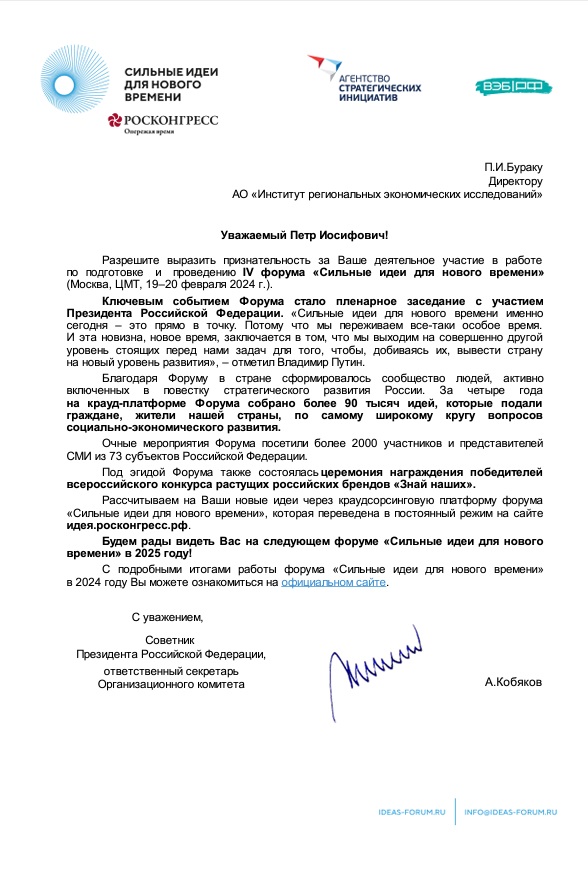 СИЛЬНЫЕ ИДЕИ
ДЛЯ НОВОГО
ВРЕМЕНИ
РОСКОНГРЕСС
Опережая время
АГЕНТСТВО
СТРАТЕГИЧЕСКИХ
ИНИЦИАТИВ
ВЭБ|РФ
П.И.Бураку
Директору
АО «Институт региональных экономических исследований»
Уважаемый Петр Иосифович!
Разрешите выразить признательность за Ваше деятельное участие в работе
по подготовке и проведению IV форума «Сильные идеи для нового времени»
(Москва, ЦМТ, 19–20 февраля 2024 г.).
Ключевым событием Форума стало пленарное заседание с участием
Президента Российской Федерации. «Сильные идеи для нового времени именно
сегодня – это прямо в точку. Потому что мы переживаем все-таки особое время.
И эта новизна, новое время, заключается в том, что мы выходим на совершенно другой
уровень стоящих перед нами задач для того, чтобы, добиваясь их, вывести страну
на новый уровень развития», – отметил Владимир Путин.
Благодаря Форуму в стране сформировалось сообщество людей, активно
включенных в повестку стратегического развития России. За четыре года
на крауд-платформе Форума собрано более 90 тысяч идей, которые подали
граждане, жители нашей страны, по самому широкому кругу вопросов
социально-экономического развития.
Очные мероприятия Форума посетили более 2000 участников и представителей
СМИ из 73 субъектов Российской Федерации.
Под эгидой Форума также состоялась церемония награждения победителей
всероссийского конкурса растущих российских брендов «Знай наших».
Рассчитываем на Ваши новые идеи через краудсорсинговую платформу форума
«Сильные идеи для нового времени», которая переведена в постоянный режим на сайте
идея.росконгресс.рф.
Будем рады видеть Вас на следующем форуме «Сильные идеи для нового
времени» в 2025 году!
С подробными итогами работы форума «Сильные идеи для нового времени»
в 2024 году Вы можете ознакомиться на официальном сайте.
С уважением,
Советник
Президента Российской Федерации,
ответственный секретарь
Организационного комитета
А.Кобяков
IDEAS-FORUM.RU
INFO@IDEAS-FORUM.RU